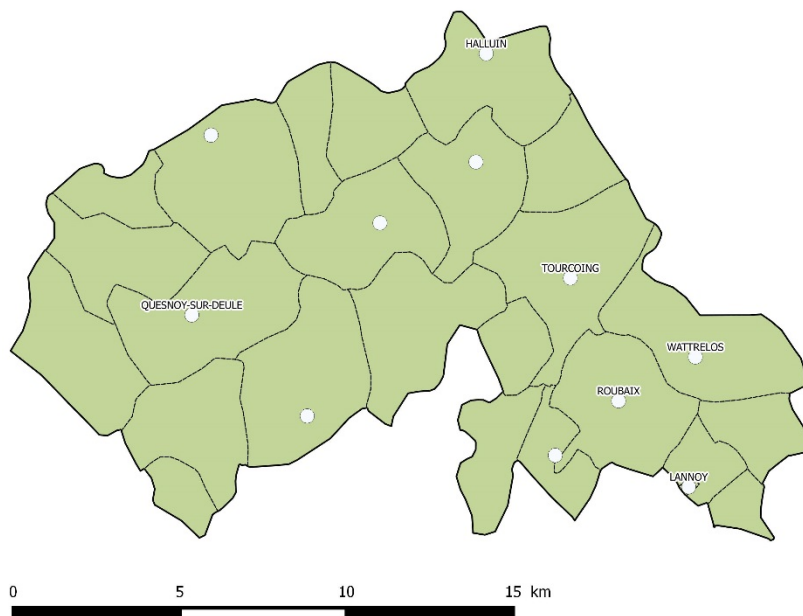 HALLUIN
TOURCOING
QUESNOY-SUR-DEULE
WATTRELOS
ROUBAIX
LANNOY
0 5 10 15 km